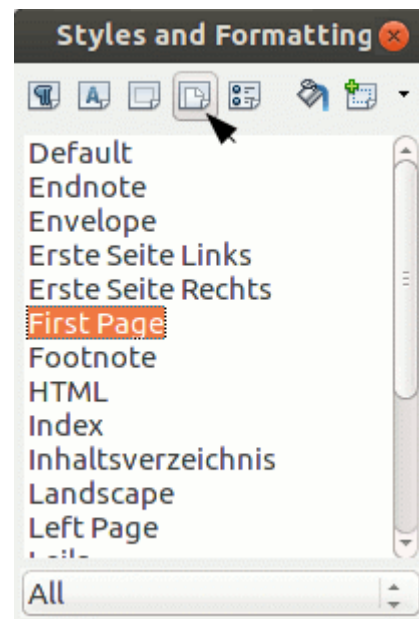 Styles and Formatting
Default
Endnote
Envelope
Erste Seite Links
Erste Seite Rechts
First Page
Footnote
HTML
Index
Inhaltsverzeichnis
Landscape
Left Page
All